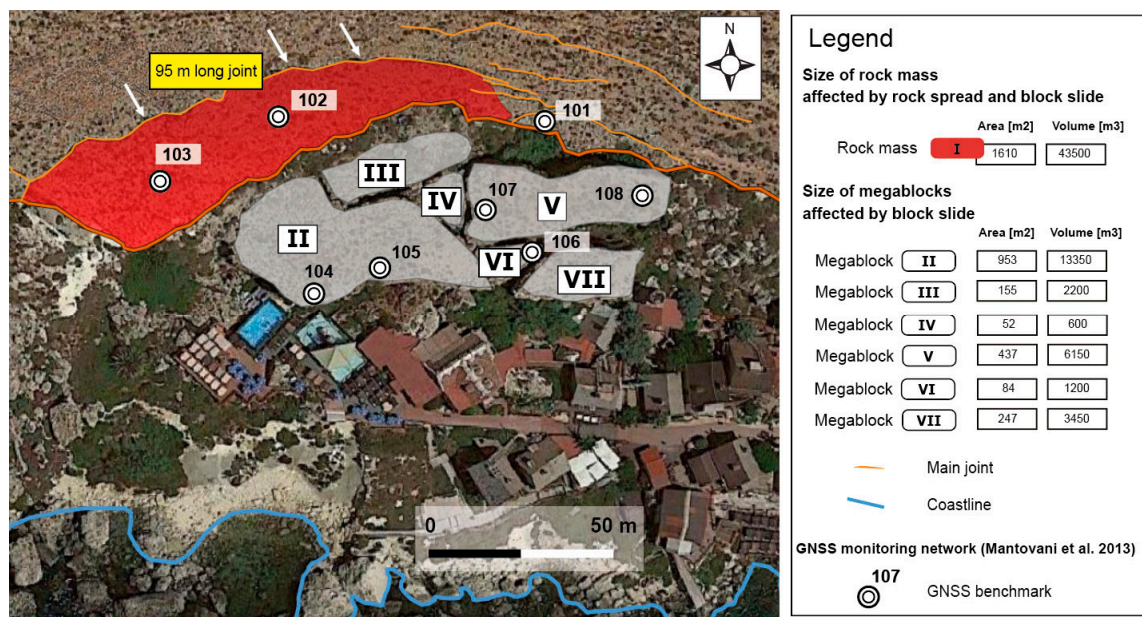 N
95 m long joint
102
101
103
III
IV
107
V
108
II
105
VI
106
VII
104
0
50 m
Legend
Size of rock mass
affected by rock spread and block slide
Area [m2] Volume [m3]
Rock mass I 1610 43500
Size of megablocks
affected by block slide
Area [m2] Volume [m3]
Megablock II 953 13350
Megablock III 155 2200
Megablock IV 52 600
Megablock V 437 6150
Megablock VI 84 1200
Megablock VII 247 3450
Main joint
Coastline
GNSS monitoring network (Mantovani et al. 2013)
107
GNSS benchmark